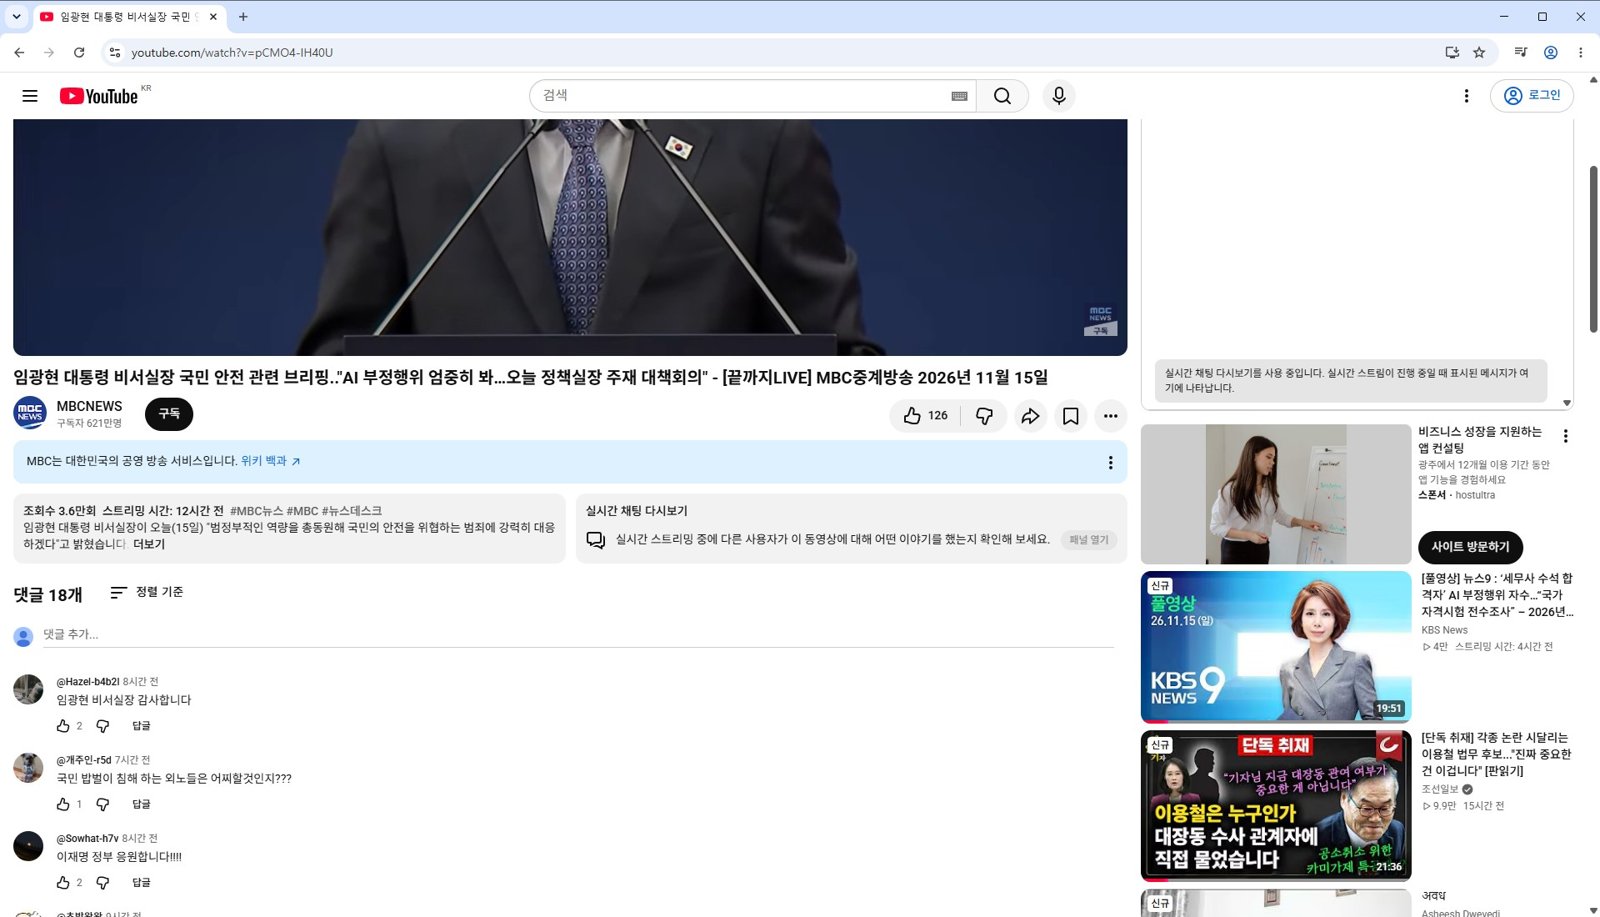 임광현 대통령 비서실장 국민 안
youtube.com/watch?v=pCMO4-IH40U
YouTube KR
검색
로그인
MBC
NEWS
구독
실시간 채팅 다시보기를 사용 중입니다. 실시간 스트림이 진행 중일 때 표시된 메시지가 여
기에 나타납니다.
임광현 대통령 비서실장 국민 안전 관련 브리핑.."AI 부정행위 엄중히 봐...오늘 정책실장 주재 대책회의" - [끝까지LIVE] MBC중계방송 2026년 11월 15일
MBC
NEWS
MBCNEWS
구독자 621만명
구독
126
MBC는 대한민국의 공영 방송 서비스입니다. 위키 백과
조회수 3.6만회 스트리밍 시간: 12시간 전 #MBC뉴스 #MBC #뉴스데스크
임광현 대통령 비서실장이 오늘(15일) "범정부적인 역량을 총동원해 국민의 안전을 위협하는 범죄에 강력히 대응
하겠다"고 밝혔습니다. 더보기
실시간 채팅 다시보기
실시간 스트리밍 중에 다른 사용자가 이 동영상에 대해 어떤 이야기를 했는지 확인해 보세요.
패널 열기
댓글 18개
정렬 기준
댓글 추가...
@Hazel-b4b2l 8시간 전
임광현 비서실장 감사합니다
2 답글
@개주인-r5d 7시간 전
국민 밥벌이 침해 하는 외노들은 어찌할것인지???
1 답글
@Sowhat-h7v 8시간 전
이재명 정부 응원합니다!!!!
2 답글
비즈니스 성장을 지원하는
앱 컨설팅
광주에서 12개월 이용 기간 동안
앱 기능을 경험하세요
스폰서 · hostultra
사이트 방문하기
신규
풀영상
26.11.15(일)
KBS
NEWS 9
19:51
[풀영상] 뉴스9 : ‘세무사 수석 합
격자’ AI 부정행위 자수…“국가
자격시험 전수조사” – 2026년...
KBS News
4만 스트리밍 시간: 4시간 전
신규
단독 취재
기자
“기자님 지금 대장동 관여 여부가
중요한 게 아닙니다”
이용철은 누구인가
대장동 수사 관계자에
직접 물었습니다
공소취소 위한
카미가제 특
21:36
[단독 취재] 각종 논란 시달리는
이용철 법무 후보..."진짜 중요한
건 이겁니다" [판읽기]
조선일보
9.9만 15시간 전
신규
अवध
Asheesh Dwevedi